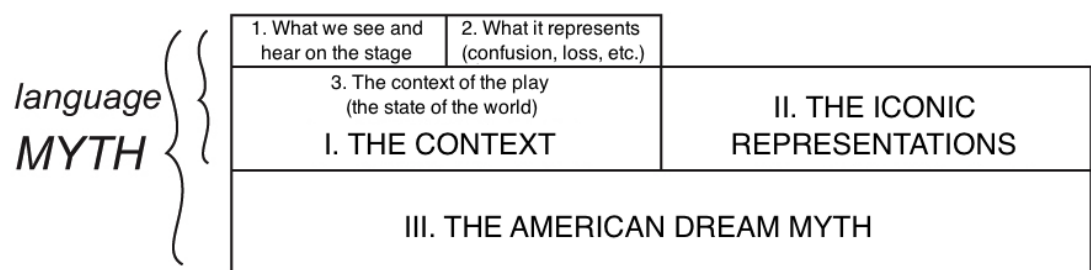 1. What we see and
hear on the stage
2. What it represents
(confusion, loss, etc.)
3. The context of the play
(the state of the world)
I. THE CONTEXT
language
MYTH
II. THE ICONIC
REPRESENTATIONS
III. THE AMERICAN DREAM MYTH